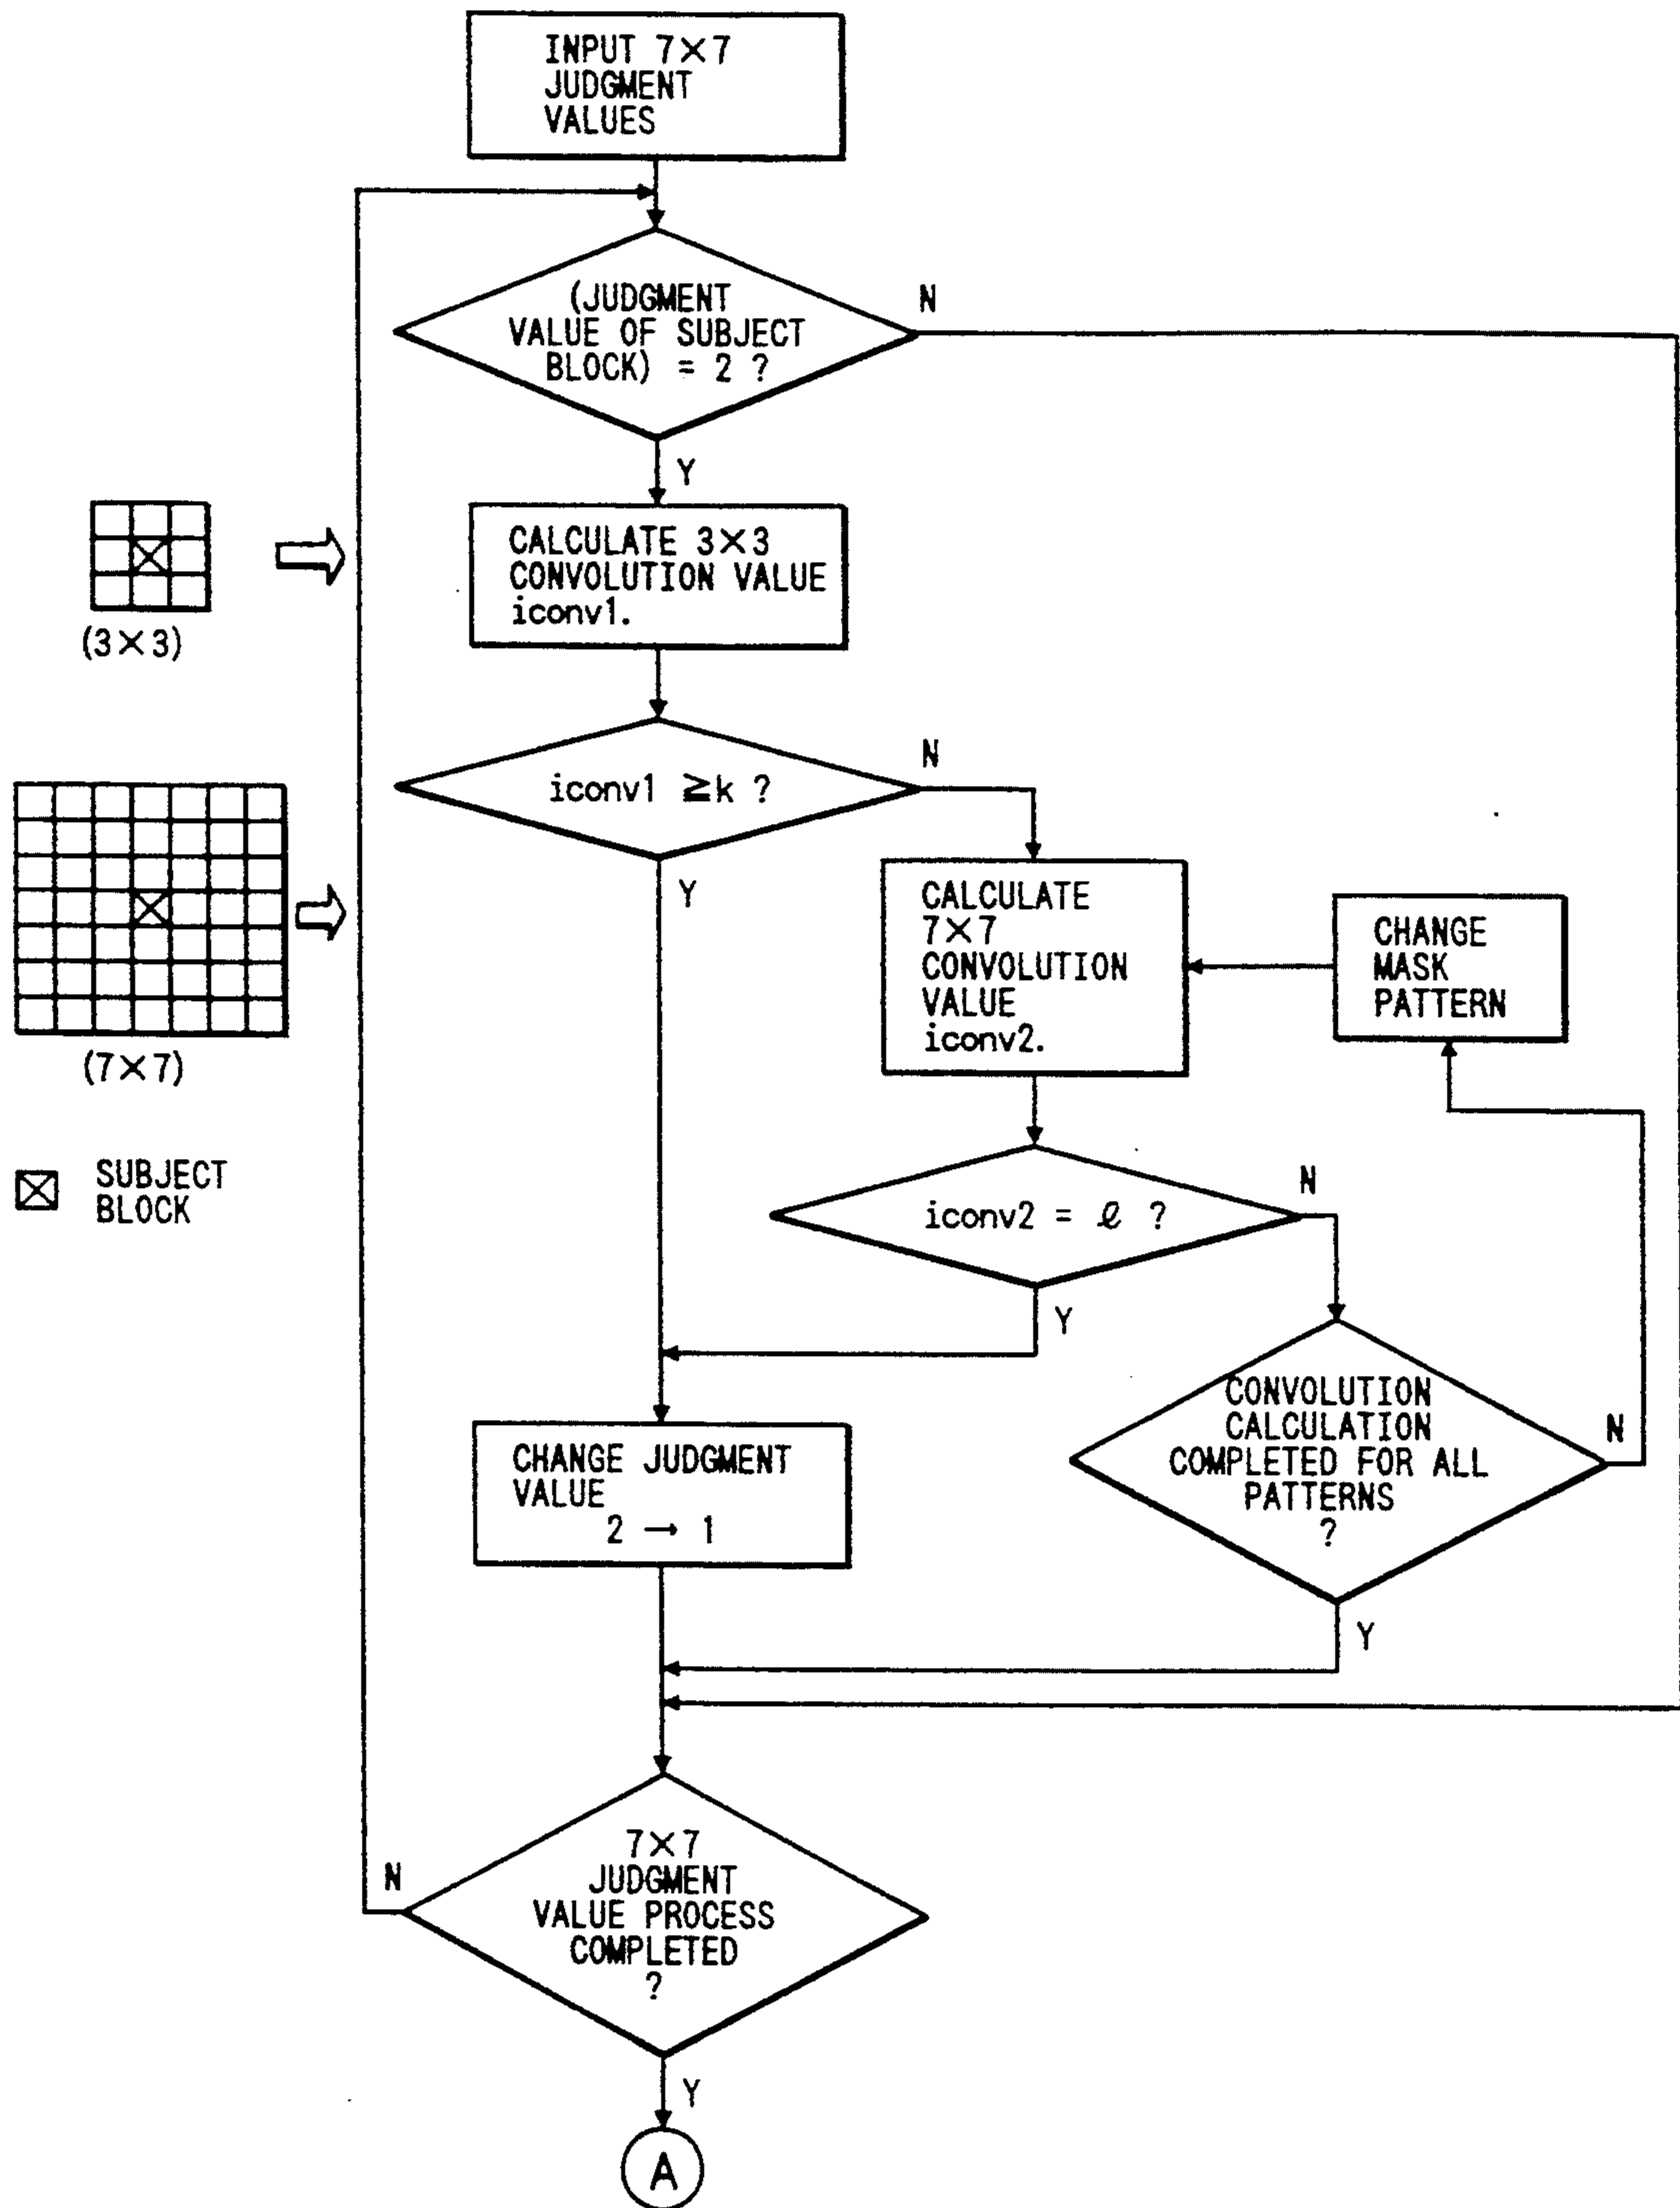 INPUT 7×7
JUDGMENT
VALUES
(JUDGMENT
VALUE OF SUBJECT
BLOCK) = 2 ?
N
Y
CALCULATE 3×3
CONVOLUTION VALUE
iconv1.
(3×3)
iconv1 ≧k ?
N
Y
CALCULATE
7×7
CONVOLUTION
VALUE
iconv2.
CHANGE
MASK
PATTERN
(7×7)
SUBJECT
BLOCK
iconv2 = ℓ ?
N
Y
CONVOLUTION
CALCULATION
COMPLETED FOR ALL
PATTERNS
?
N
Y
CHANGE JUDGMENT
VALUE
2 → 1
7×7
JUDGMENT
VALUE PROCESS
COMPLETED
?
N
Y
A